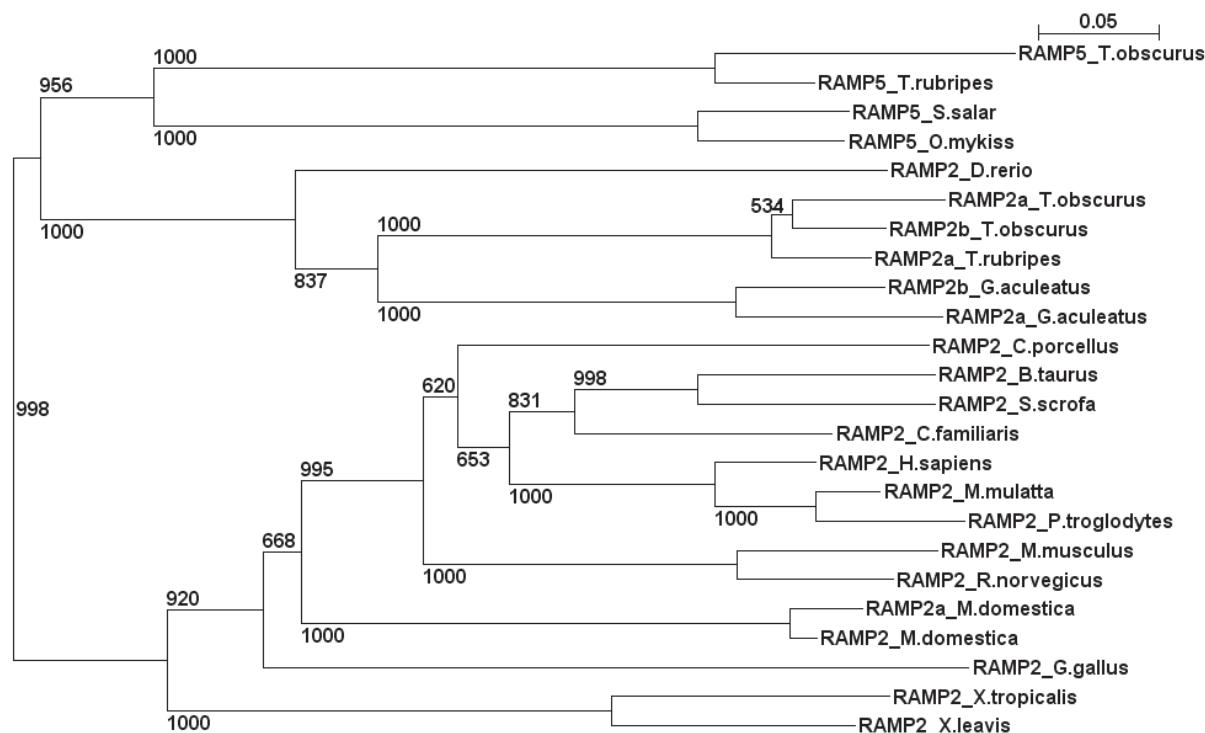 0.05
RAMP5_T.obscurus
1000
RAMP5_T.rubripes
956
RAMP5_S.salar
1000
RAMP5_O.mykiss
RAMP2_D.rerio
RAMP2a_T.obscurus
534
1000
RAMP2b_T.obscurus
1000
RAMP2a_T.rubripes
837
RAMP2b_G.aculeatus
1000
RAMP2a_G.aculeatus
RAMP2_C.porcellus
998
RAMP2_B.taurus
620
831
RAMP2_S.scrofa
998
RAMP2_C.familiaris
653
RAMP2_H.sapiens
995
1000
RAMP2_M.mulatta
1000
RAMP2_P.troglodytes
668
RAMP2_M.musculus
1000
RAMP2_R.norvegicus
920
RAMP2a_M.domestica
1000
RAMP2_M.domestica
RAMP2_G.gallus
RAMP2_X.tropicalis
1000
RAMP2_X.leavis